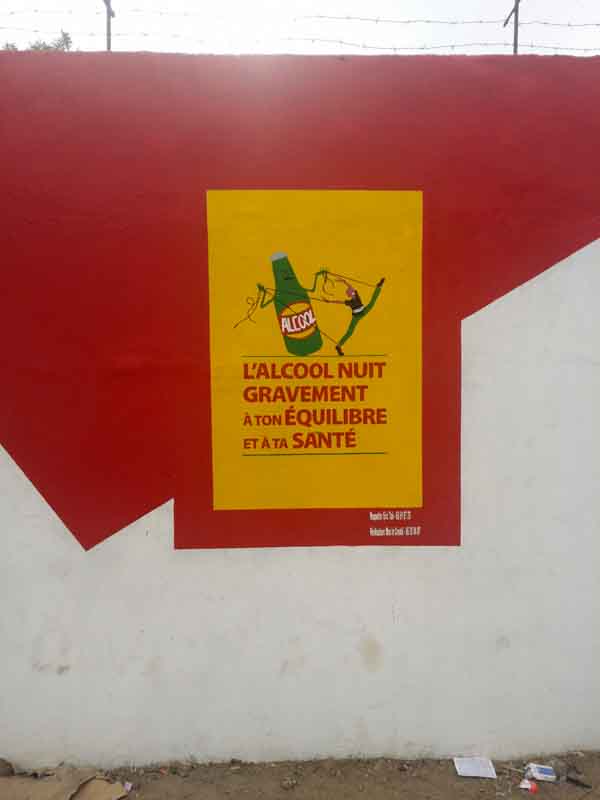 ALCOOL
L'ALCOOL NUIT
GRAVEMENT
À TON ÉQUILIBRE
ET À TA SANTÉ